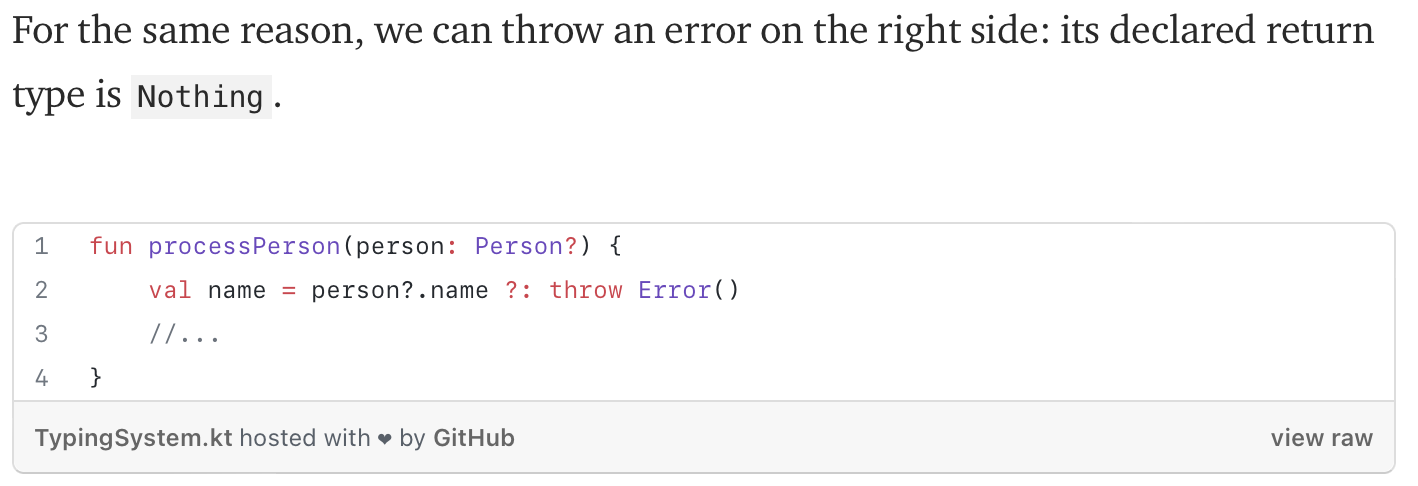 For the same reason, we can throw an error on the right side: its declared return
type is Nothing.
1 fun processPerson(person: Person?) {
2     val name = person?.name ?: throw Error()
3     //...
4 }
TypingSystem.kt hosted with ❤ by GitHub view raw